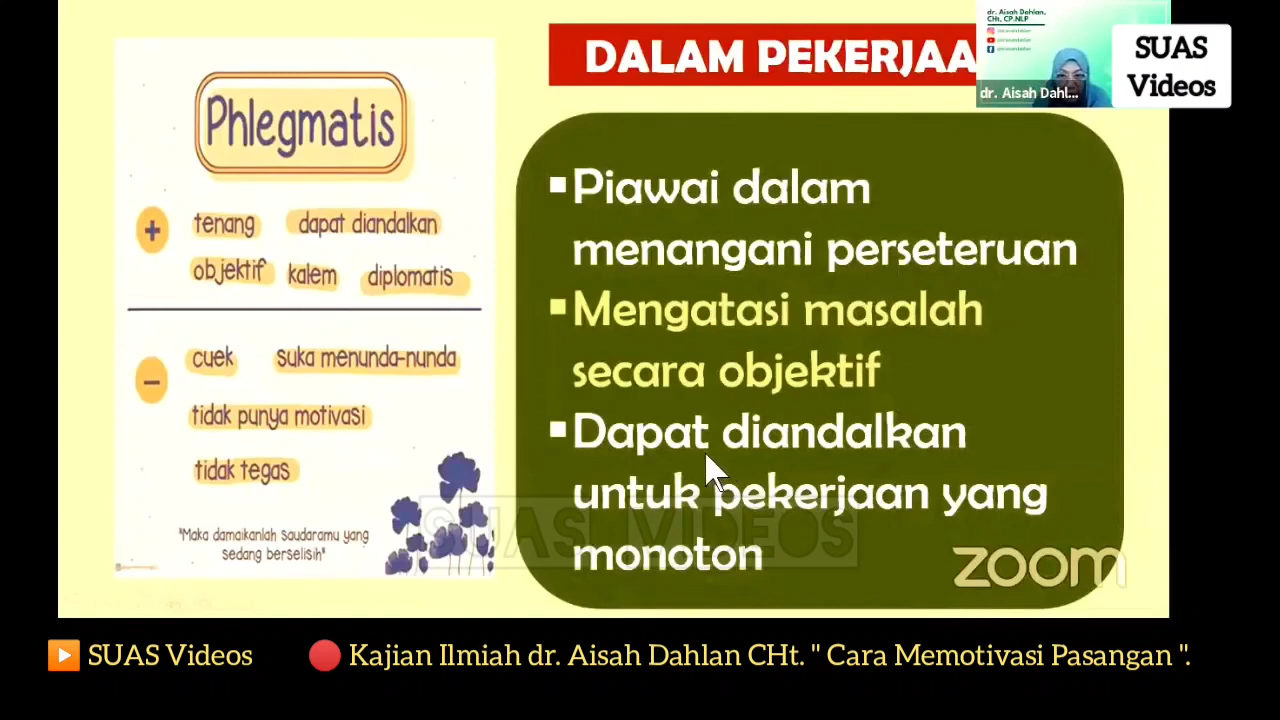 DALAM PEKERJAA
dr. Aisah Dahlan,
CHt, CP.NLP
dr. Aisah Dahl...
SUAS
Videos
Phlegmatis
+
tenang dapat diandalkan
objektif kalem diplomatis
–
cuek suka menunda-nunda
tidak punya motivasi
tidak tegas
"Maka damaikanlah saudaramu yang
sedang berselisih"
▪Piawai dalam
menangani perseteruan
▪Mengatasi masalah
secara objektif
▪Dapat diandalkan
untuk pekerjaan yang
monoton
SUAS VIDEOS
zoom
SUAS Videos
Kajian Ilmiah dr. Aisah Dahlan CHt. " Cara Memotivasi Pasangan ".